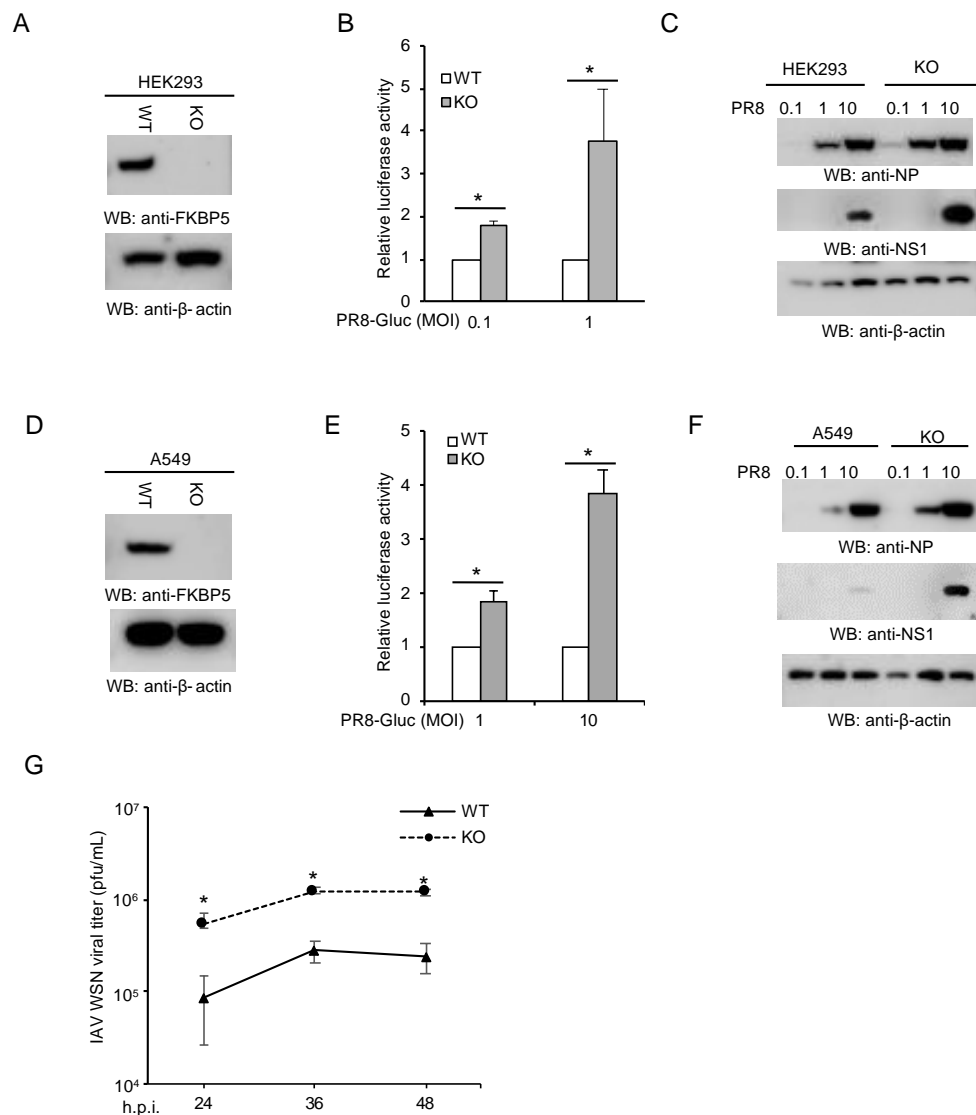 A
HEK293
WT
KO
WB: anti-FKBP5
WB: anti-β- actin
B
Relative luciferase activity
6
5
4
3
2
1
0
WT
KO
*
*
PR8-Gluc (MOI) 0.1 1
C
HEK293 KO
PR8 0.1 1 10 0.1 1 10
WB: anti-NP
WB: anti-NS1
WB: anti-β-actin
D
A549
WT
KO
WB: anti-FKBP5
WB: anti-β- actin
E
Relative luciferase activity
5
4
3
2
1
0
WT
KO
*
*
PR8-Gluc (MOI) 1 10
F
A549 KO
PR8 0.1 1 10 0.1 1 10
WB: anti-NP
WB: anti-NS1
WB: anti-β-actin
G
IAV WSN viral titer (pfu/mL)
10⁷
10⁶
10⁵
10⁴
WT
KO
* * *
h.p.i. 24 36 48